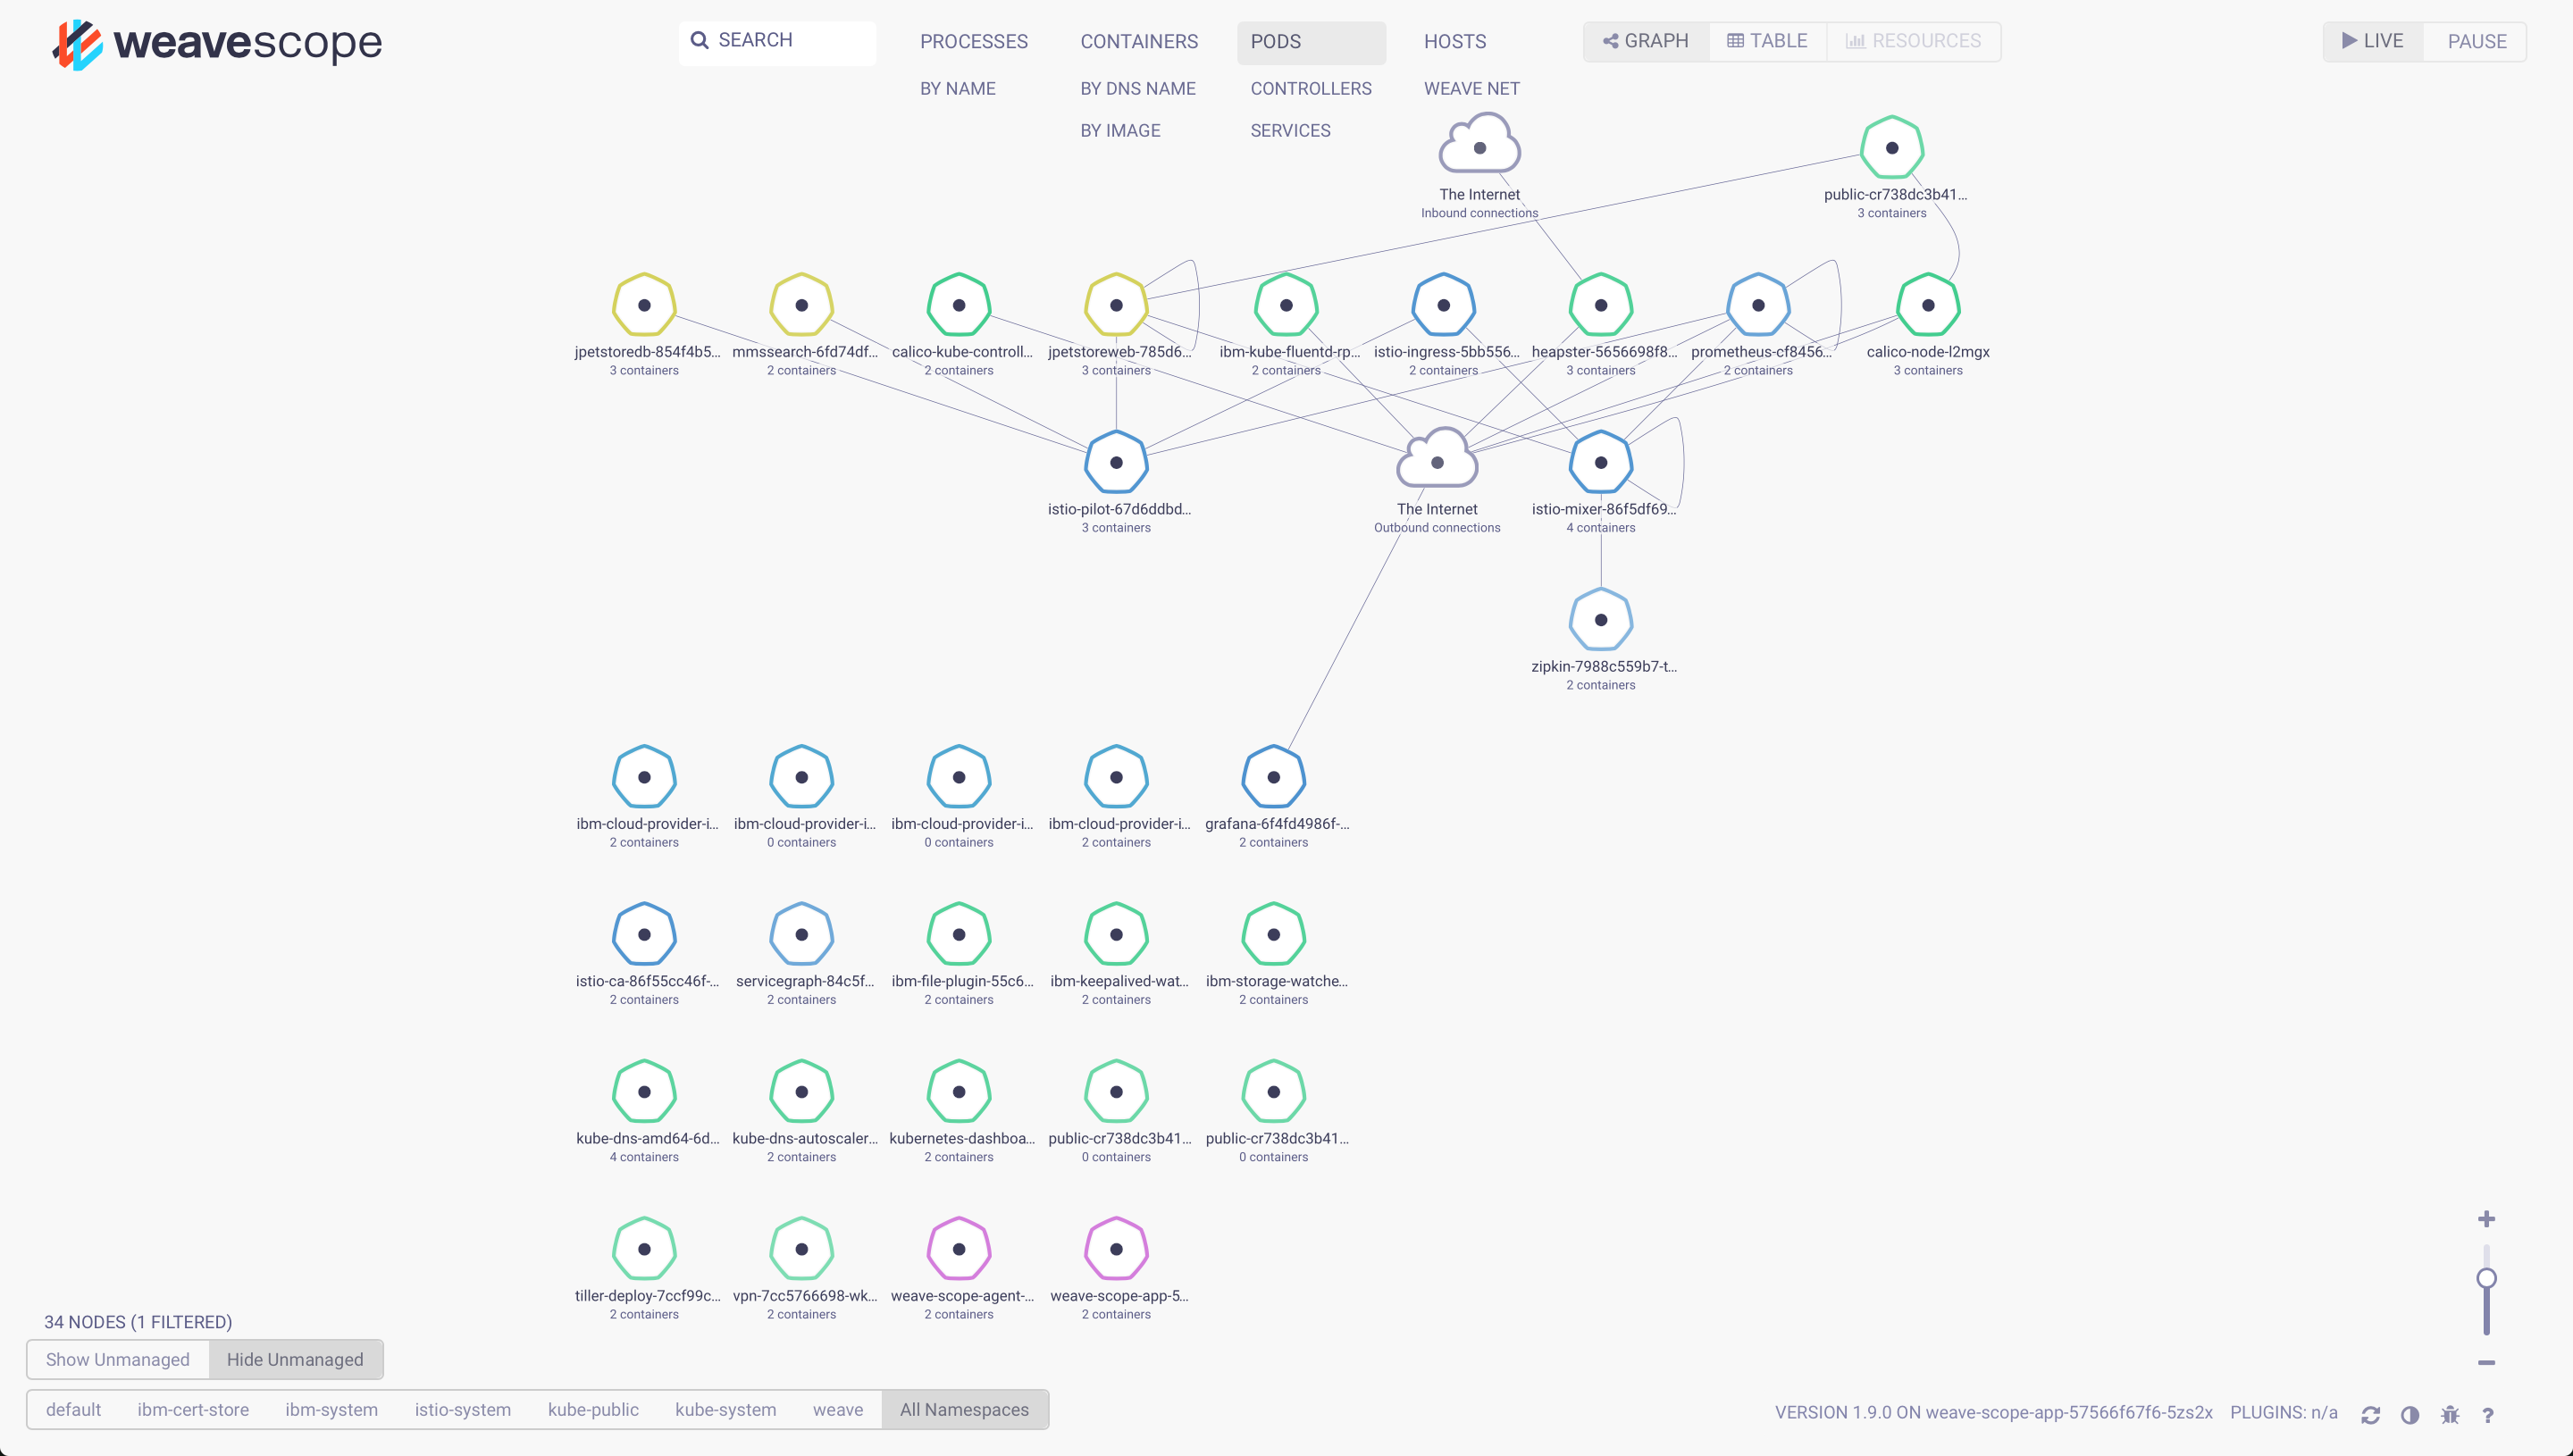 weavescope
SEARCH
PROCESSES
CONTAINERS
PODS
HOSTS
GRAPH
TABLE
RESOURCES
LIVE
PAUSE
BY NAME
BY DNS NAME
CONTROLLERS
WEAVE NET
BY IMAGE
SERVICES
The Internet
Inbound connections
public-cr738dc3b41...
3 containers
jpetstoredb-854f4b5...
3 containers
mmssearch-6fd74df...
2 containers
calico-kube-controll...
2 containers
jpetstoreweb-785d6...
3 containers
ibm-kube-fluentd-rp...
2 containers
istio-ingress-5bb556...
2 containers
heapster-5656698f8...
3 containers
prometheus-cf8456...
2 containers
calico-node-l2mgx
3 containers
istio-pilot-67d6ddbd...
3 containers
The Internet
Outbound connections
istio-mixer-86f5df69...
4 containers
zipkin-7988c559b7-t...
2 containers
ibm-cloud-provider-i...
2 containers
ibm-cloud-provider-i...
0 containers
ibm-cloud-provider-i...
0 containers
ibm-cloud-provider-i...
2 containers
grafana-6f4fd4986f-...
2 containers
istio-ca-86f55cc46f-...
2 containers
servicegraph-84c5f...
2 containers
ibm-file-plugin-55c6...
2 containers
ibm-keepalived-wat...
2 containers
ibm-storage-watche...
2 containers
kube-dns-amd64-6d...
4 containers
kube-dns-autoscaler...
2 containers
kubernetes-dashboa...
2 containers
public-cr738dc3b41...
0 containers
public-cr738dc3b41...
0 containers
tiller-deploy-7ccf99c...
2 containers
vpn-7cc5766698-wk...
2 containers
weave-scope-agent-...
2 containers
weave-scope-app-5...
2 containers
34 NODES (1 FILTERED)
Show Unmanaged
Hide Unmanaged
default
ibm-cert-store
ibm-system
istio-system
kube-public
kube-system
weave
All Namespaces
VERSION 1.9.0 ON weave-scope-app-57566f67f6-5zs2x
PLUGINS: n/a